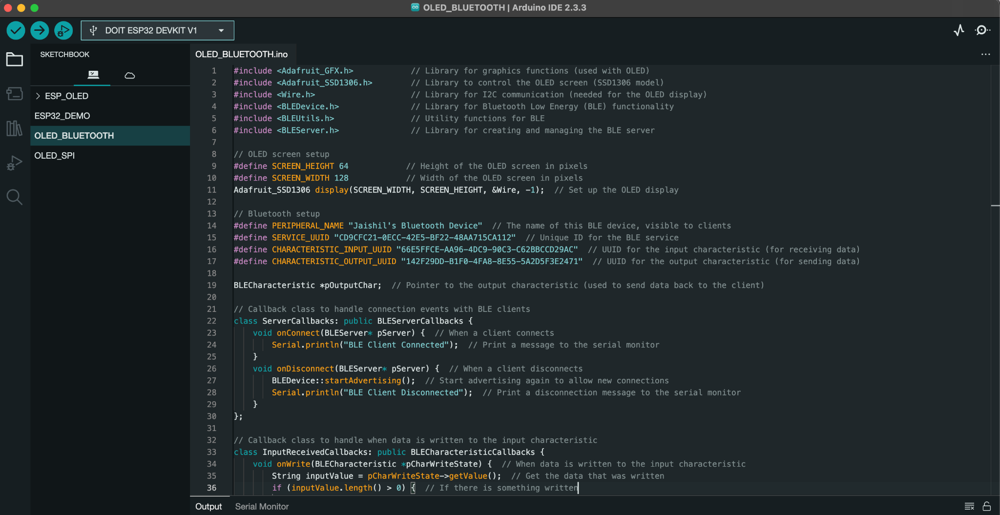 OLED_BLUETOOTH | Arduino IDE 2.3.3
DOIT ESP32 DEVKIT V1
SKETCHBOOK
ESP_OLED
ESP32_DEMO
OLED_BLUETOOTH
OLED_SPI
OLED_BLUETOOTH.ino
1 #include <Adafruit_GFX.h> // Library for graphics functions (used with OLED)
2 #include <Adafruit_SSD1306.h> // Library to control the OLED screen (SSD1306 model)
3 #include <Wire.h> // Library for I2C communication (needed for the OLED display)
4 #include <BLEDevice.h> // Library for Bluetooth Low Energy (BLE) functionality
5 #include <BLEUtils.h> // Utility functions for BLE
6 #include <BLEServer.h> // Library for creating and managing the BLE server
7
8 // OLED screen setup
9 #define SCREEN_HEIGHT 64 // Height of the OLED screen in pixels
10 #define SCREEN_WIDTH 128 // Width of the OLED screen in pixels
11 Adafruit_SSD1306 display(SCREEN_WIDTH, SCREEN_HEIGHT, &Wire, -1); // Set up the OLED display
12
13 // Bluetooth setup
14 #define PERIPHERAL_NAME "Jaishil's Bluetooth Device" // The name of this BLE device, visible to clients
15 #define SERVICE_UUID "CD9CFC21-0ECC-42E5-BF22-48AA715CA112" // Unique ID for the BLE service
16 #define CHARACTERISTIC_INPUT_UUID "66E5FFCE-AA96-4DC9-90C3-C62BBCCD29AC" // UUID for the input characteristic (for receiving data)
17 #define CHARACTERISTIC_OUTPUT_UUID "142F29DD-B1F0-4FA8-8E55-5A2D5F3E2471" // UUID for the output characteristic (for sending data)
18
19 BLECharacteristic *pOutputChar; // Pointer to the output characteristic (used to send data back to the client)
20
21 // Callback class to handle connection events with BLE clients
22 class ServerCallbacks: public BLEServerCallbacks {
23 void onConnect(BLEServer* pServer) { // When a client connects
24 Serial.println("BLE Client Connected"); // Print a message to the serial monitor
25 }
26 void onDisconnect(BLEServer* pServer) { // When a client disconnects
27 BLEDevice::startAdvertising(); // Start advertising again to allow new connections
28 Serial.println("BLE Client Disconnected"); // Print a disconnection message to the serial monitor
29 }
30 };
31
32 // Callback class to handle when data is written to the input characteristic
33 class InputReceivedCallbacks: public BLECharacteristicCallbacks {
34 void onWrite(BLECharacteristic *pCharWriteState) { // When data is written to the input characteristic
35 String inputValue = pCharWriteState->getValue(); // Get the data that was written
36 if (inputValue.length() > 0) { // If there is something written
Output Serial Monitor